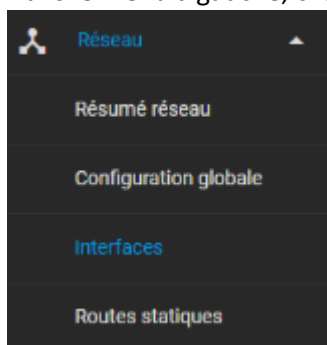 Réseau
Résumé réseau
Configuration globale
Interfaces
Routes statiques